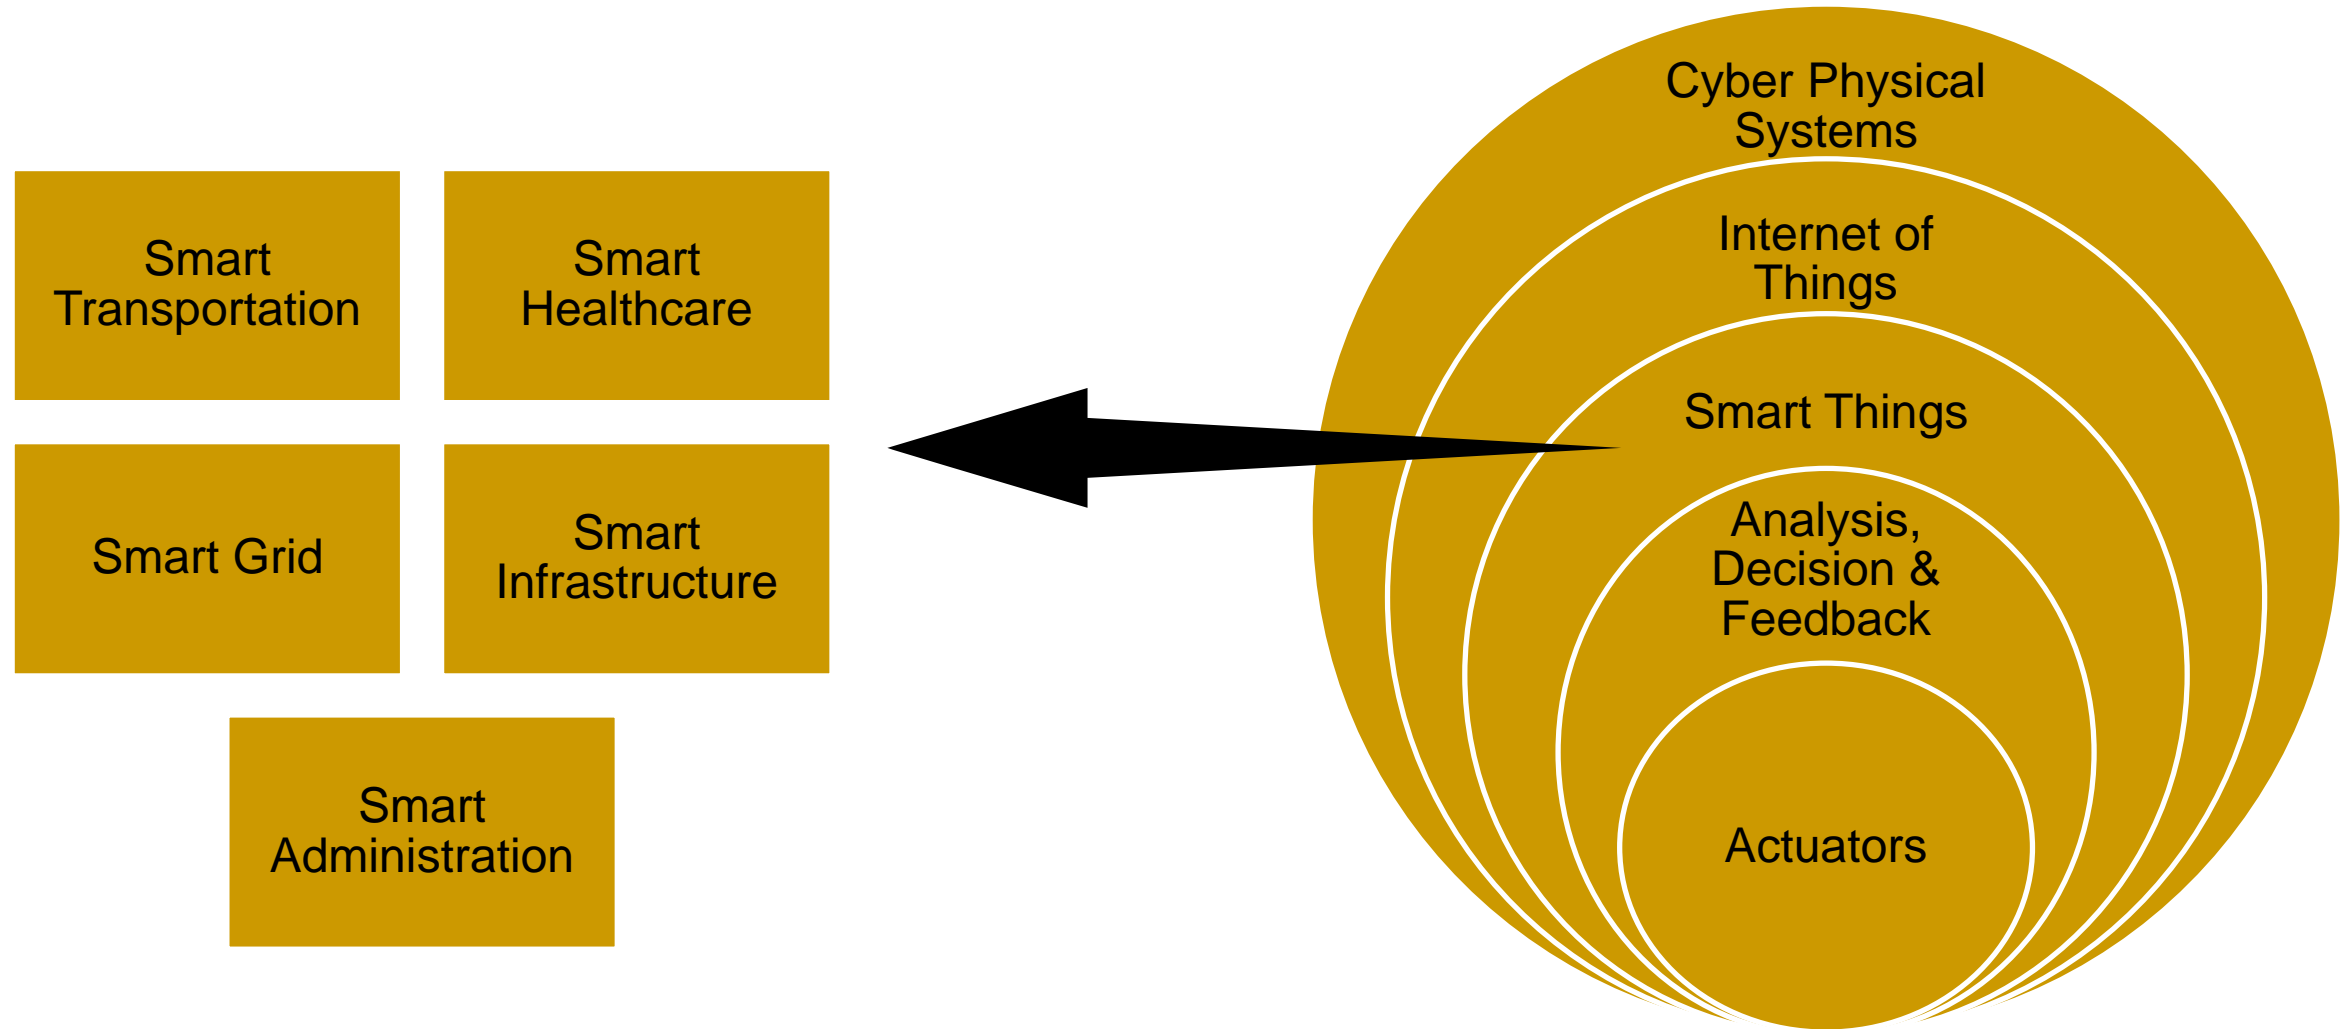 Smart
Transportation
Smart
Healthcare
Smart Grid
Smart
Infrastructure
Smart
Administration
Cyber Physical
Systems
Internet of
Things
Smart Things
Analysis,
Decision &
Feedback
Actuators